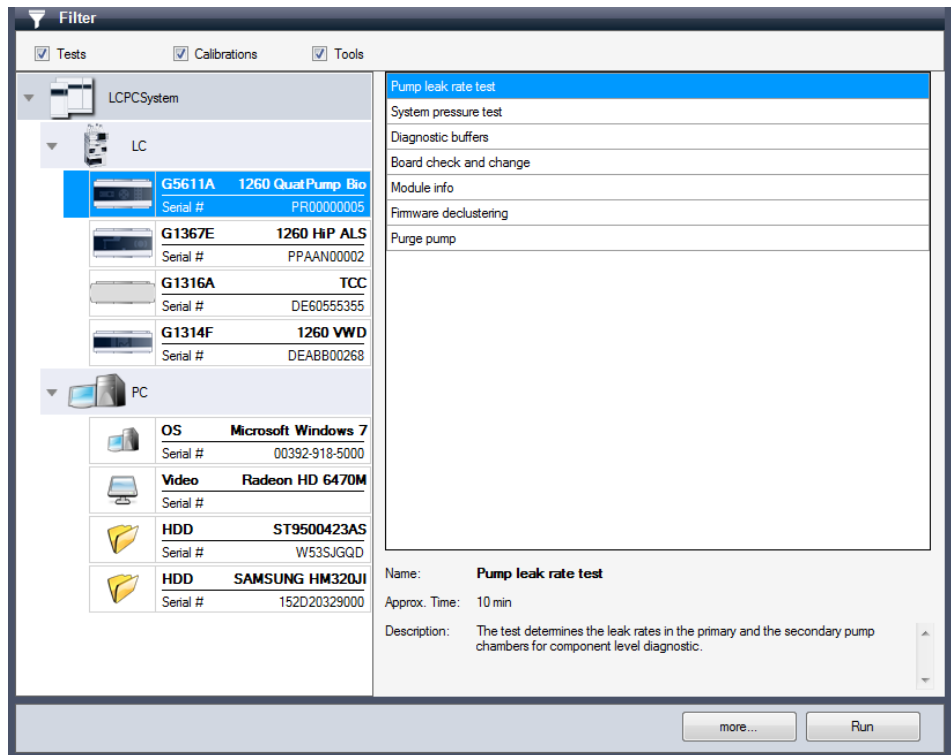 Filter
Tests Calibrations Tools
LCPCSystem
LC
G5611A 1260 QuatPump Bio
Serial # PR00000005
G1367E 1260 HiP ALS
Serial # PPAAN00002
G1316A TCC
Serial # DE60555355
G1314F 1260 VWD
Serial # DEABB00268
PC
OS Microsoft Windows 7
Serial # 00392-918-5000
Video Radeon HD 6470M
Serial #
HDD ST9500423AS
Serial # W53SJGQD
HDD SAMSUNG HM320JI
Serial # 152D20329000
Pump leak rate test
System pressure test
Diagnostic buffers
Board check and change
Module info
Firmware declustering
Purge pump
Name: Pump leak rate test
Approx. Time: 10 min
Description: The test determines the leak rates in the primary and the secondary pump
chambers for component level diagnostic.
more... Run